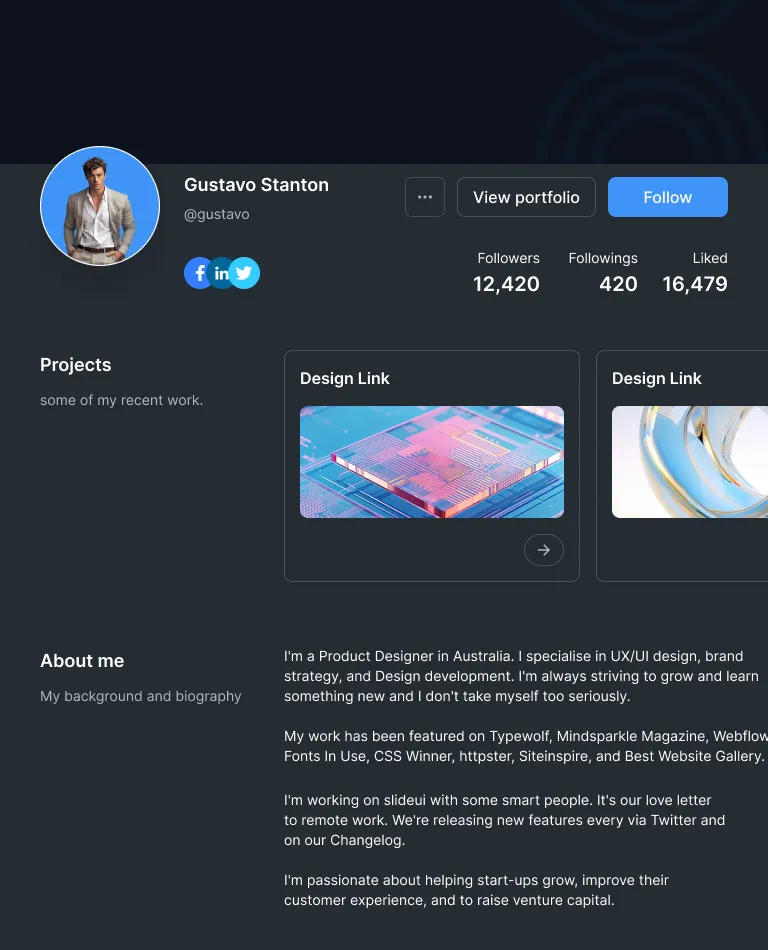 Gustavo Stanton
@gustavo
View portfolio
Follow
f
in
Followers
12,420
Followings
420
Liked
16,479
Projects
some of my recent work.
Design Link
Design Link
About me
My background and biography
I'm a Product Designer in Australia. I specialise in UX/UI design, brand
strategy, and Design development. I'm always striving to grow and learn
something new and I don't take myself too seriously.
My work has been featured on Typewolf, Mindsparkle Magazine, Webflow
Fonts In Use, CSS Winner, httpster, Siteinspire, and Best Website Gallery.
I'm working on slideui with some smart people. It's our love letter
to remote work. We're releasing new features every via Twitter and
on our Changelog.
I'm passionate about helping start-ups grow, improve their
customer experience, and to raise venture capital.